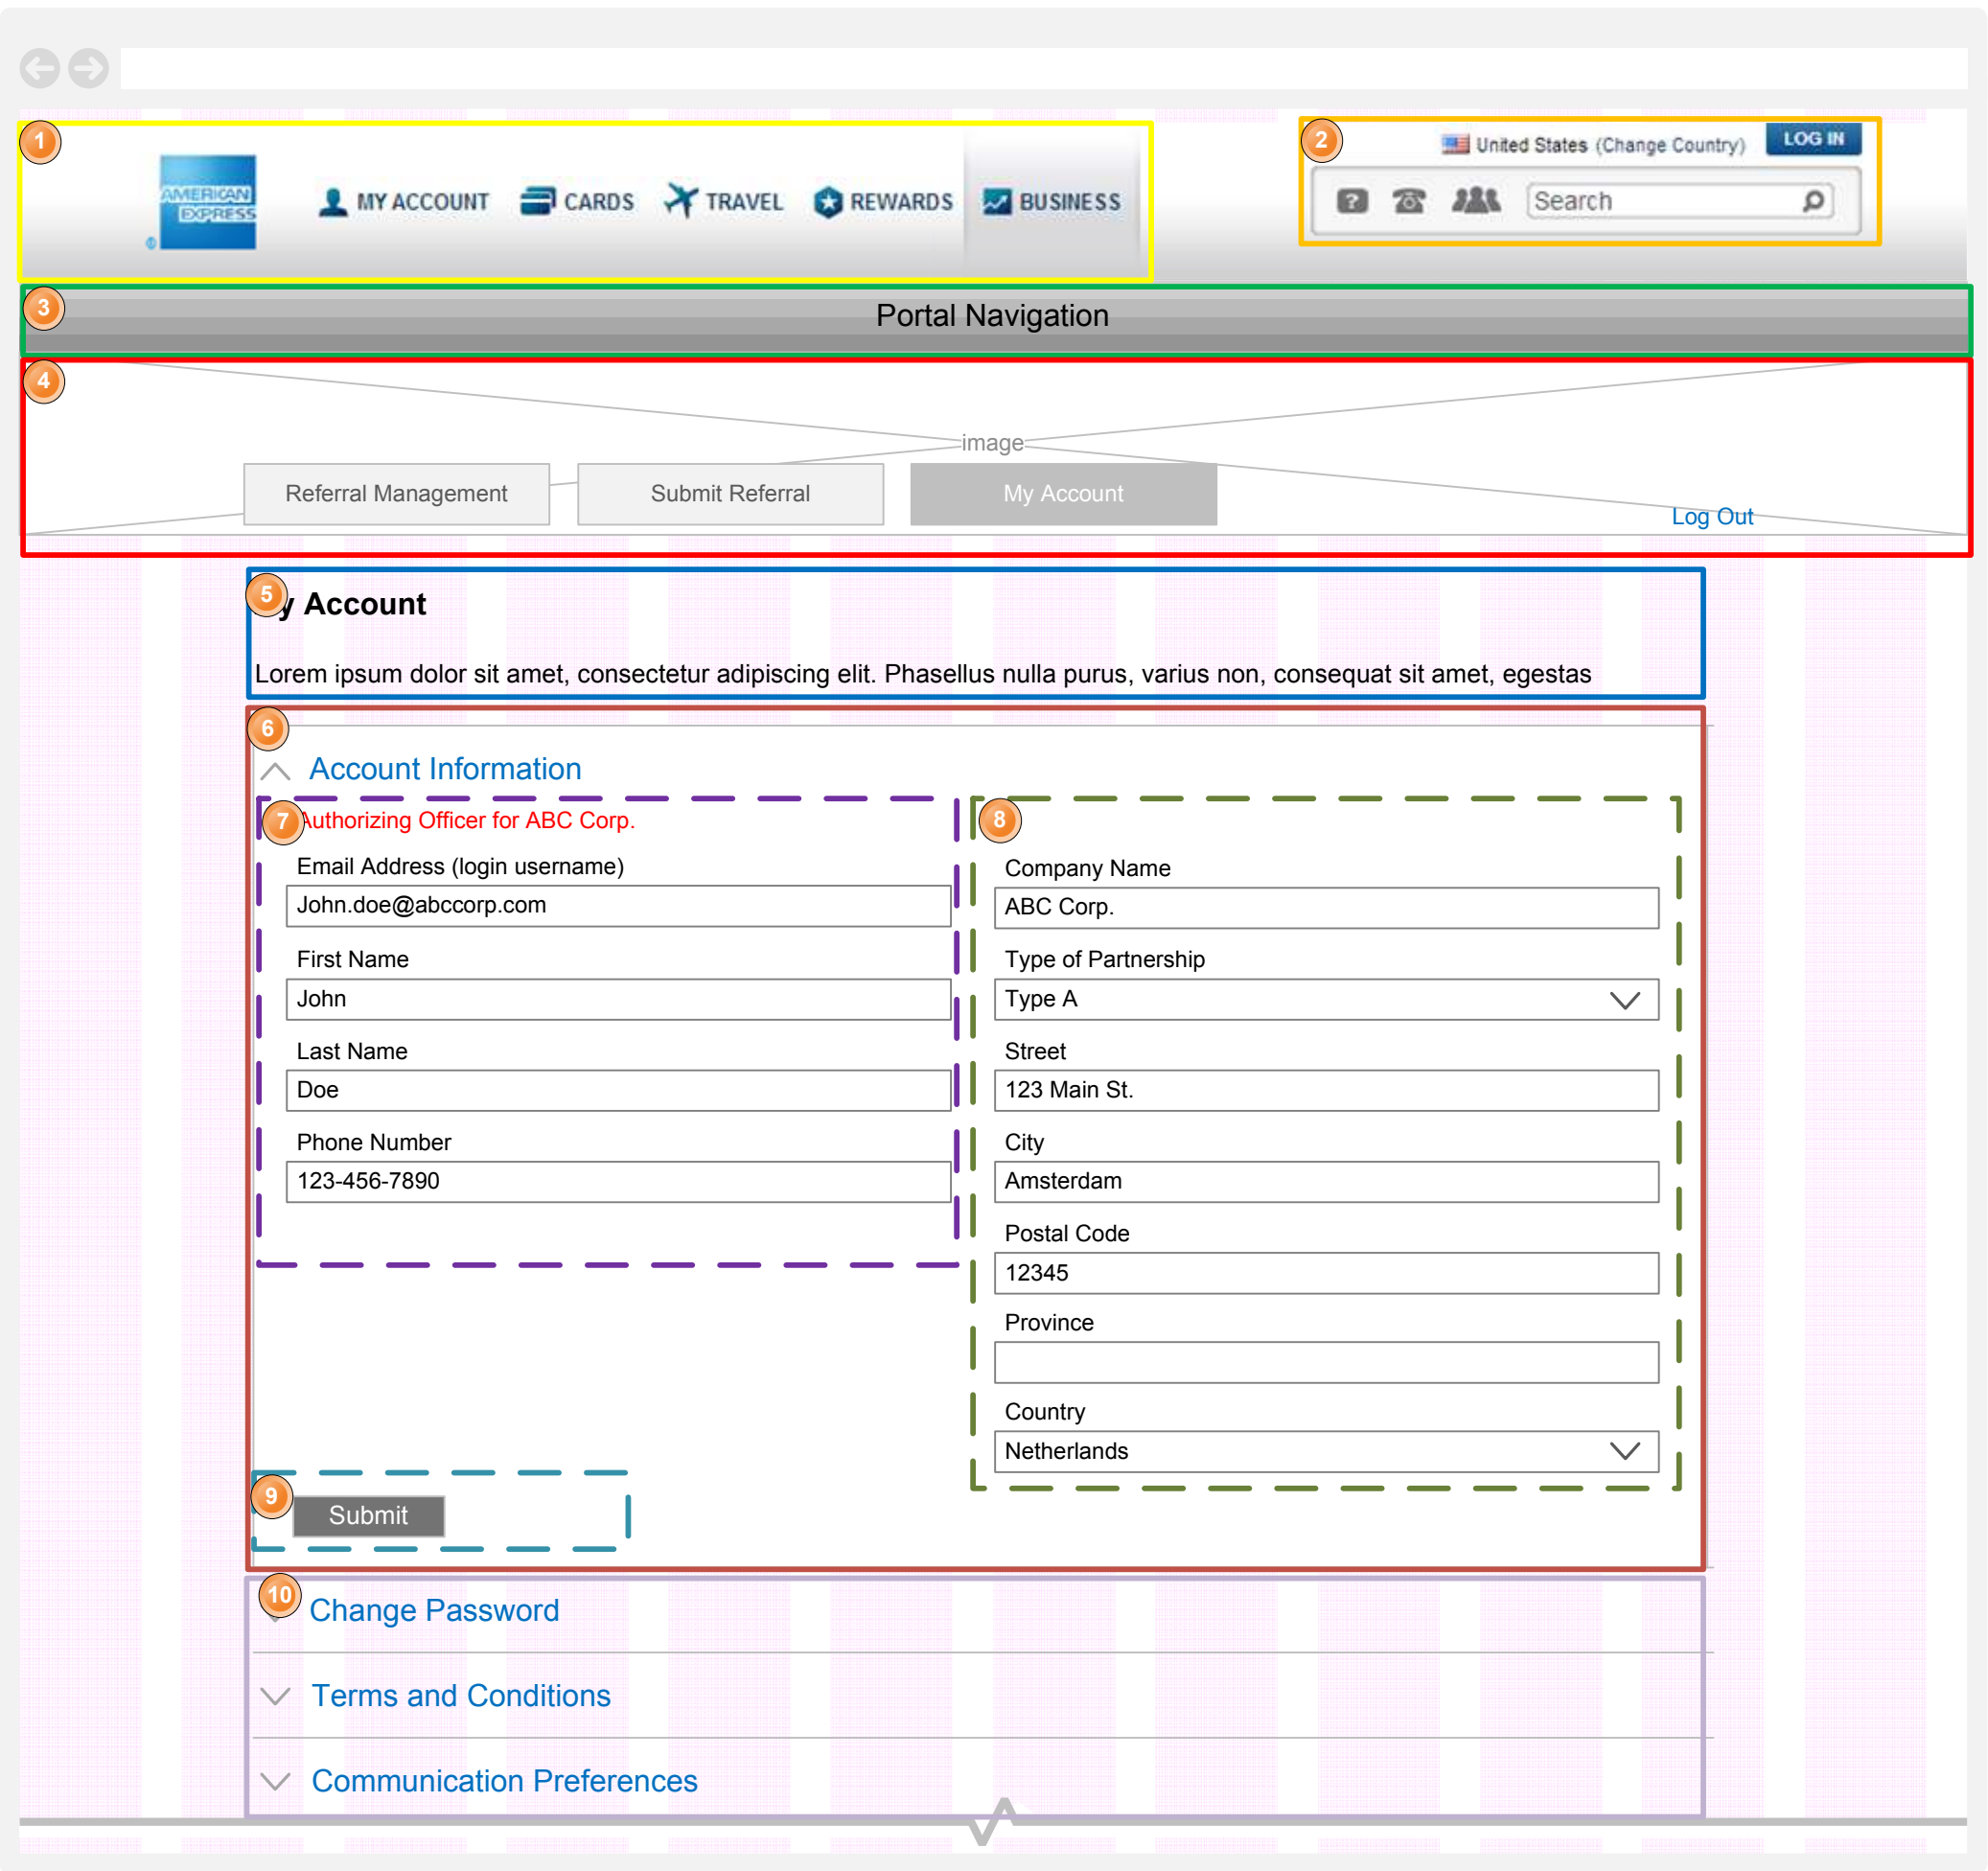 1
2
United States (Change Country) LOG IN
AMERICAN
EXPRESS
®
MY ACCOUNT CARDS TRAVEL REWARDS BUSINESS
? Search
3
Portal Navigation
4
image
Referral Management Submit Referral My Account
Log Out
5
y Account
Lorem ipsum dolor sit amet, consectetur adipiscing elit. Phasellus nulla purus, varius non, consequat sit amet, egestas
6
Account Information
7 Authorizing Officer for ABC Corp.
8
Email Address (login username)
John.doe@abccorp.com
First Name
John
Last Name
Doe
Phone Number
123-456-7890
Company Name
ABC Corp.
Type of Partnership
Type A
Street
123 Main St.
City
Amsterdam
Postal Code
12345
Province
Country
Netherlands
9
Submit
10
Change Password
Terms and Conditions
Communication Preferences